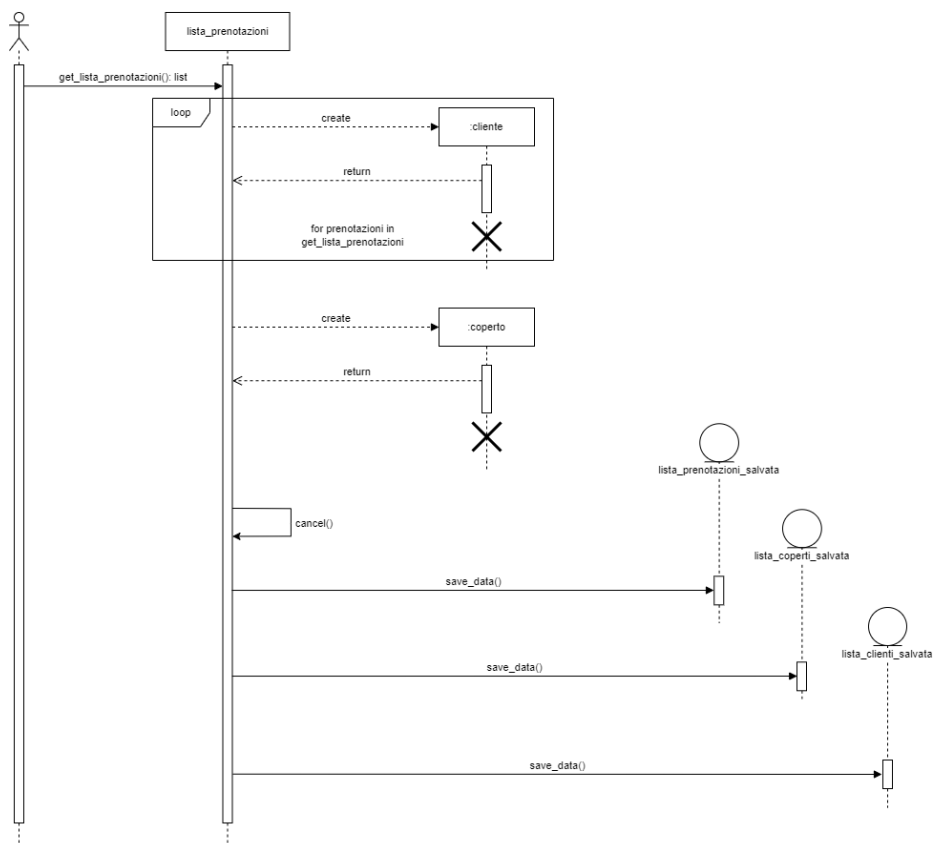 lista_prenotazioni
get_lista_prenotazioni(): list
loop
create
:cliente
return
for prenotazioni in
get_lista_prenotazioni
create
:coperto
return
lista_prenotazioni_salvata
cancel()
lista_coperti_salvata
save_data()
lista_clienti_salvata
save_data()
save_data()